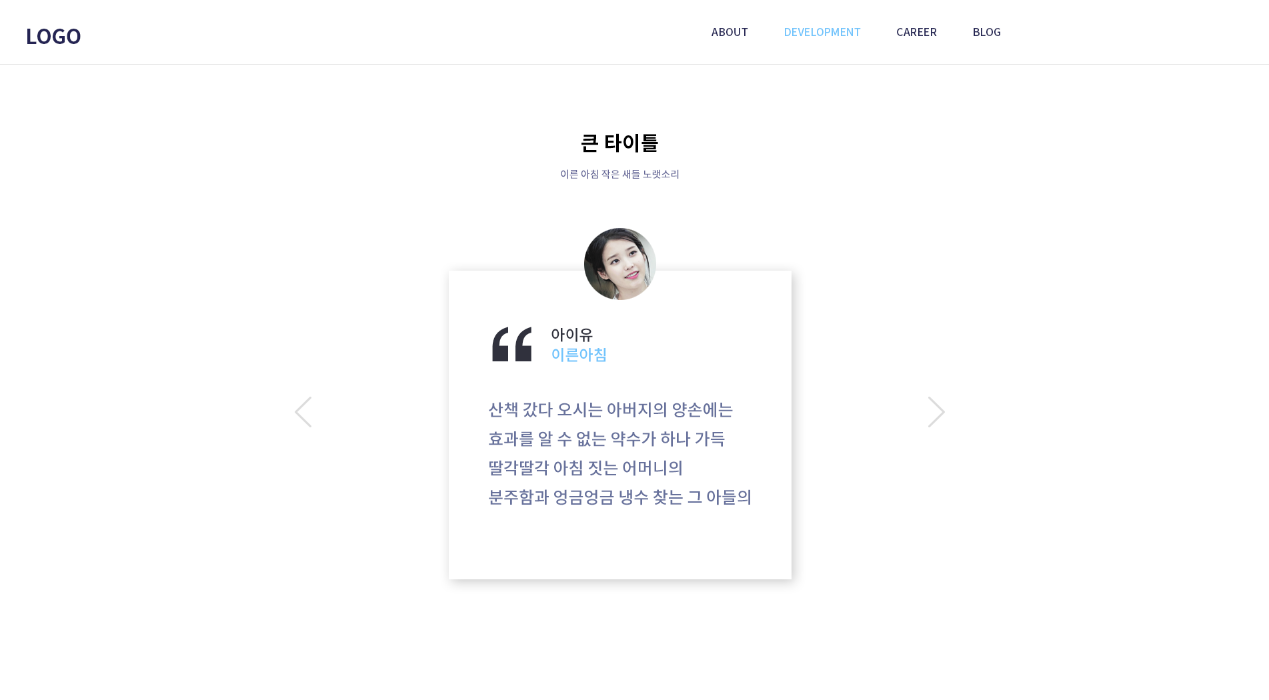 LOGO
ABOUT DEVELOPMENT CAREER BLOG
큰 타이틀
이른 아침 작은 새들 노랫소리
아이유
이른아침
산책 갔다 오시는 아버지의 양손에는
효과를 알 수 없는 약수가 하나 가득
딸각딸각 아침 짓는 어머니의
분주함과 엉금엉금 냉수 찾는 그 아들의